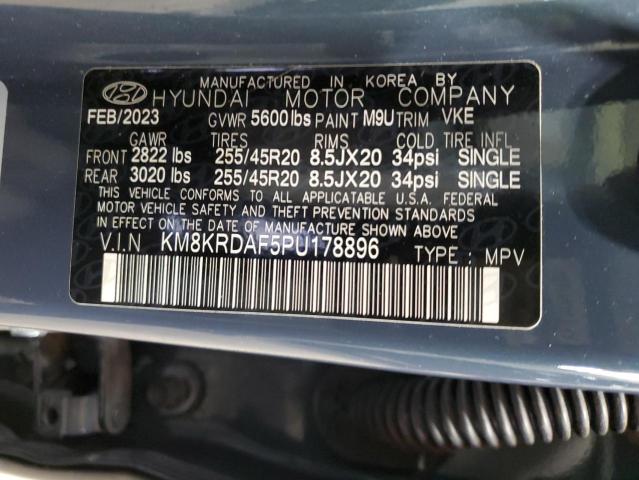 MANUFACTURED IN KOREA BY
HYUNDAI MOTOR COMPANY
FEB/2023 GVWR 5600 lbs PAINT M9U TRIM VKE
GAWR TIRES RIMS COLD TIRE INFL
FRONT 2822 lbs 255/45R20 8.5JX20 34psi SINGLE
REAR 3020 lbs 255/45R20 8.5JX20 34psi SINGLE
THIS VEHICLE CONFORMS TO ALL APPLICABLE U.S.A. FEDERAL
MOTOR VEHICLE SAFETY AND THEFT PREVENTION STANDARDS
IN EFFECT ON THE DATE OF MANUFACTURE SHOWN ABOVE.
V.I.N KM8KRDAF5PU178896 TYPE : MPV